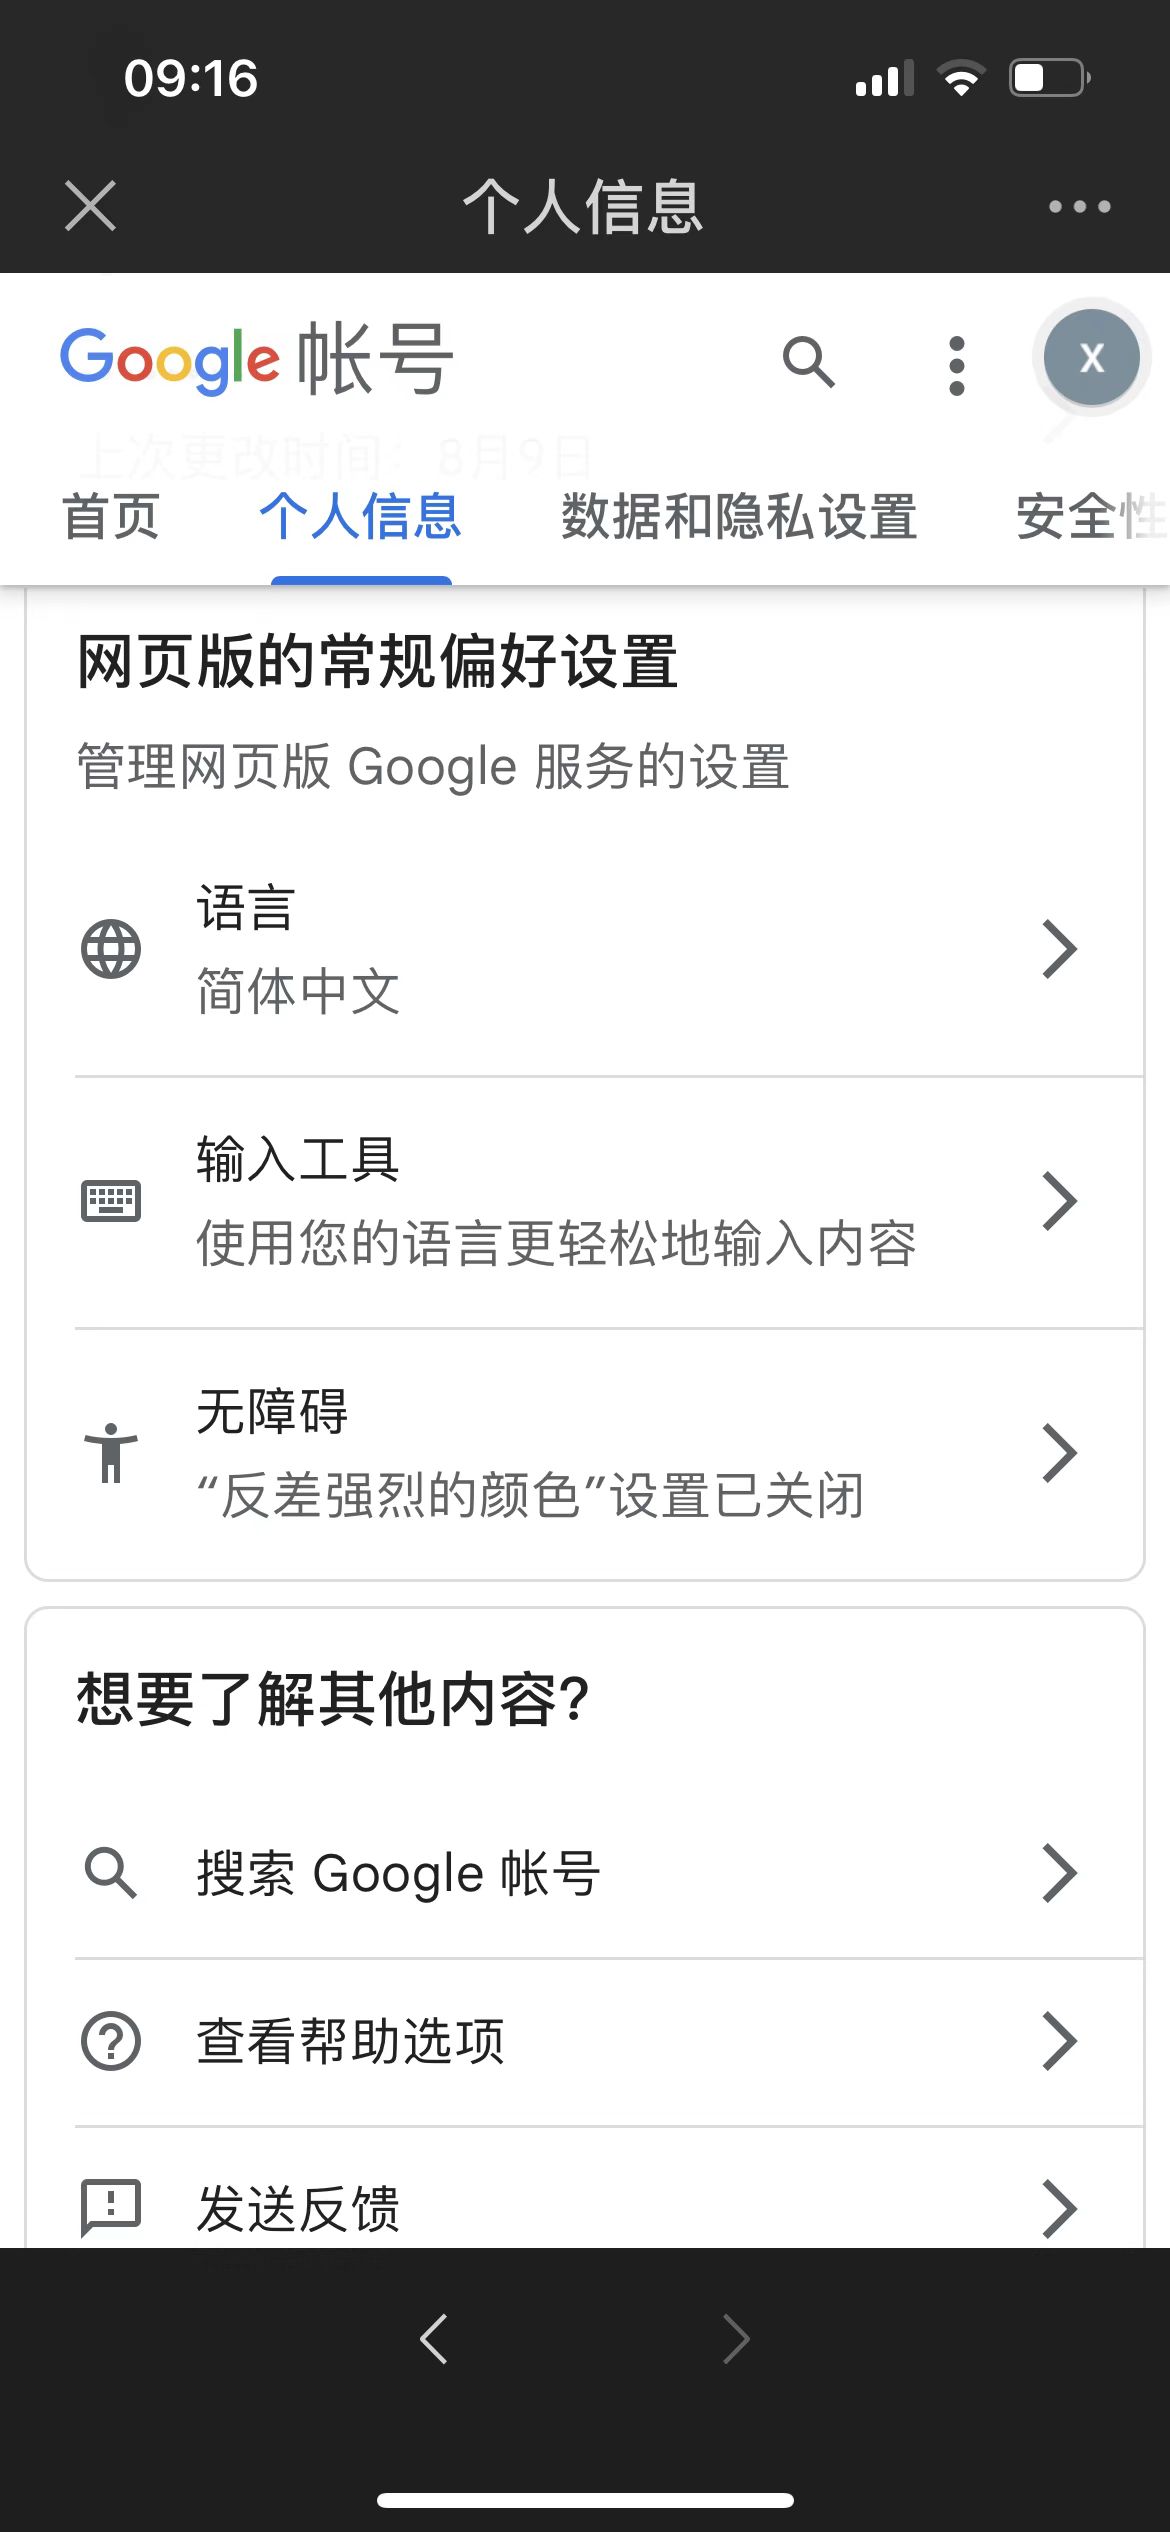 09:16
个人信息
Google 帐号
X
上次更改时间：8月9日
首页 个人信息 数据和隐私设置 安全性
网页版的常规偏好设置
管理网页版 Google 服务的设置
语言
简体中文
输入工具
使用您的语言更轻松地输入内容
无障碍
“反差强烈的颜色”设置已关闭
想要了解其他内容?
搜索 Google 帐号
查看帮助选项
发送反馈